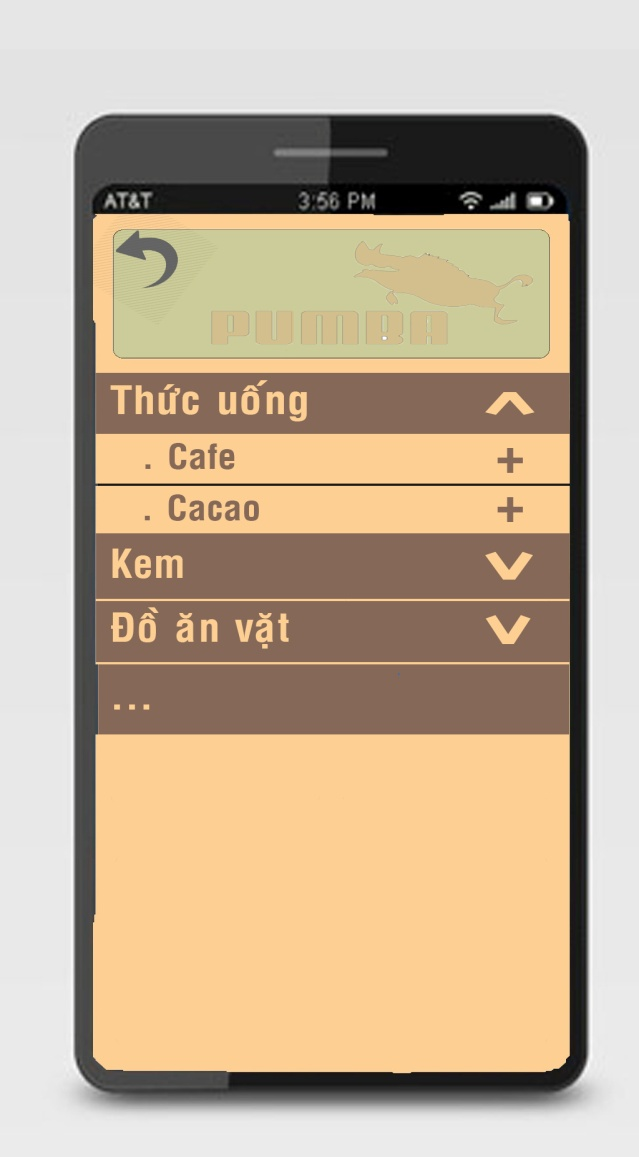 AT&T 3:56 PM
PUMBA
Thức uống
. Cafe +
. Cacao +
Kem
Đồ ăn vặt
...